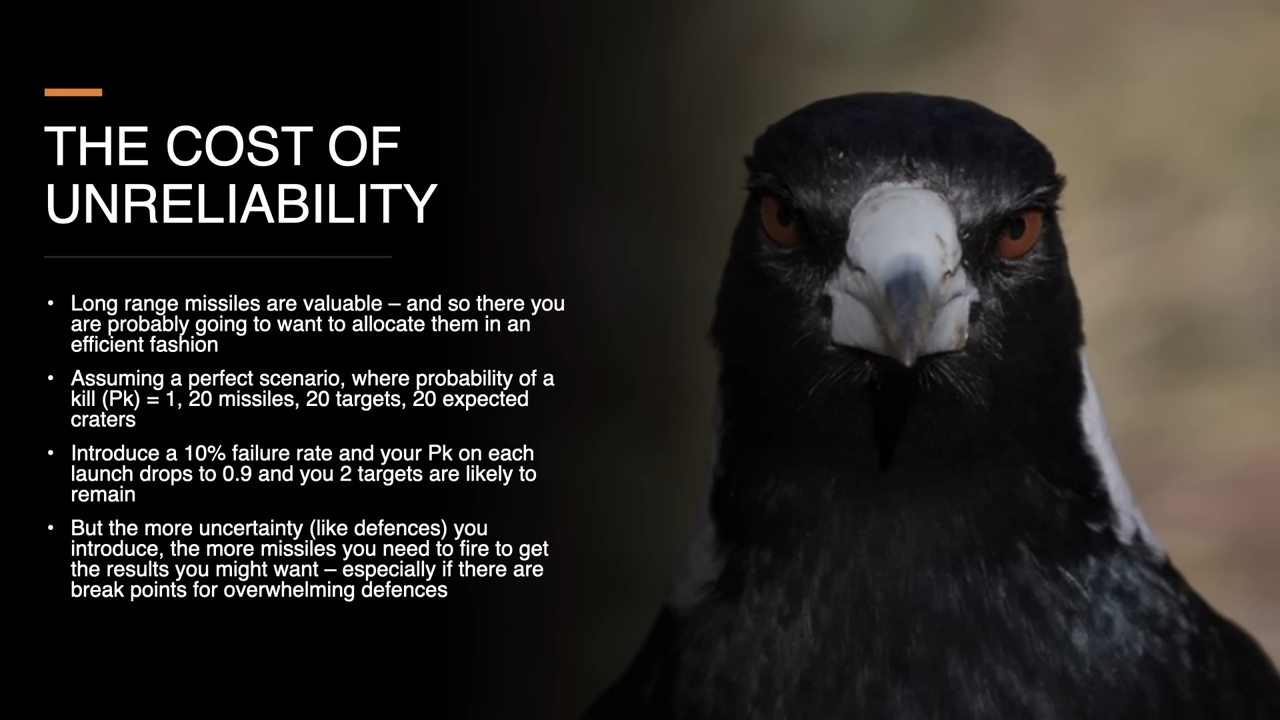 THE COST OF
UNRELIABILITY
• Long range missiles are valuable – and so there you
are probably going to want to allocate them in an
efficient fashion
• Assuming a perfect scenario, where probability of a
kill (Pk) = 1, 20 missiles, 20 targets, 20 expected
craters
• Introduce a 10% failure rate and your Pk on each
launch drops to 0.9 and you 2 targets are likely to
remain
• But the more uncertainty (like defences) you
introduce, the more missiles you need to fire to get
the results you might want – especially if there are
break points for overwhelming defences